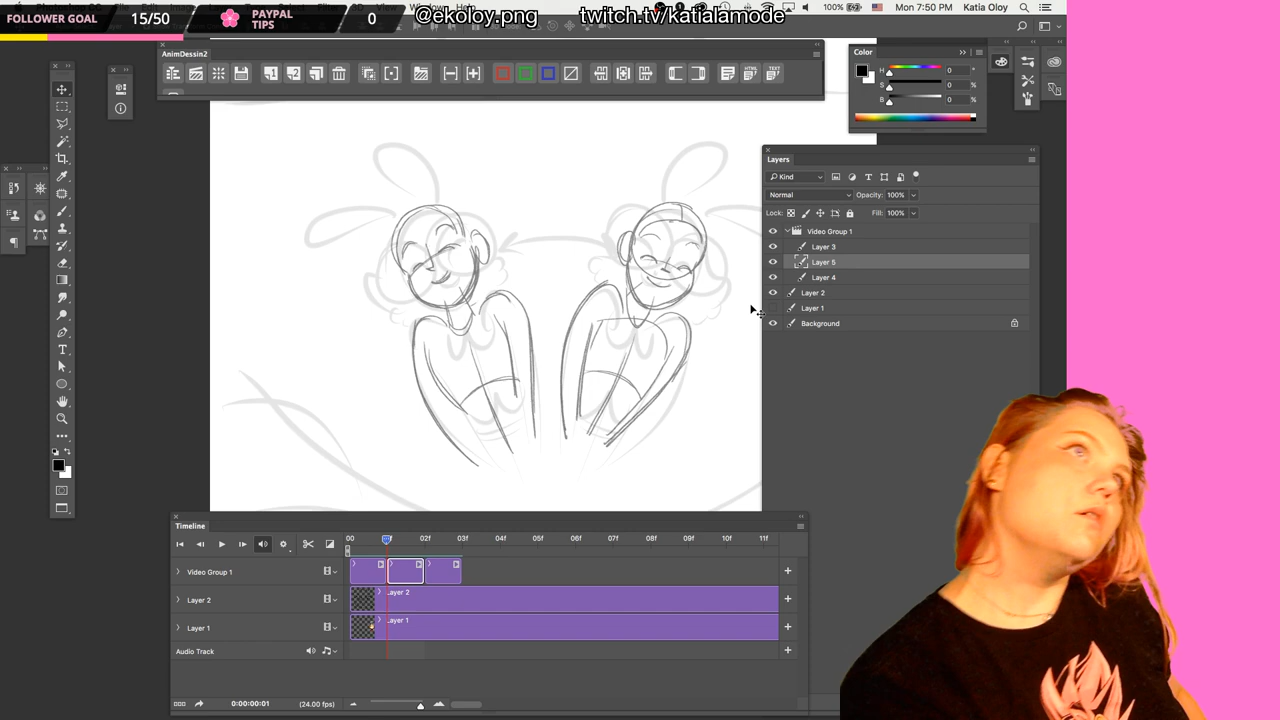 FOLLOWER GOAL 15/50
PAYPAL TIPS 0
@ekoloy.png
twitch.tv/katialamode
100%
Mon 7:50 PM Katia Oloy
AnimDessin2
Color
H 0 °
S 0 %
B 0 %
Layers
Kind
Normal Opacity: 100%
Lock: Fill: 100%
Video Group 1
Layer 3
Layer 5
Layer 4
Layer 2
Layer 1
Background
Timeline
00 02f 03f 04f 05f 06f 07f 08f 09f 10f 11f
Video Group 1
Layer 2 Layer 2
Layer 1 Layer 1
Audio Track
0:00:00:01 (24.00 fps)